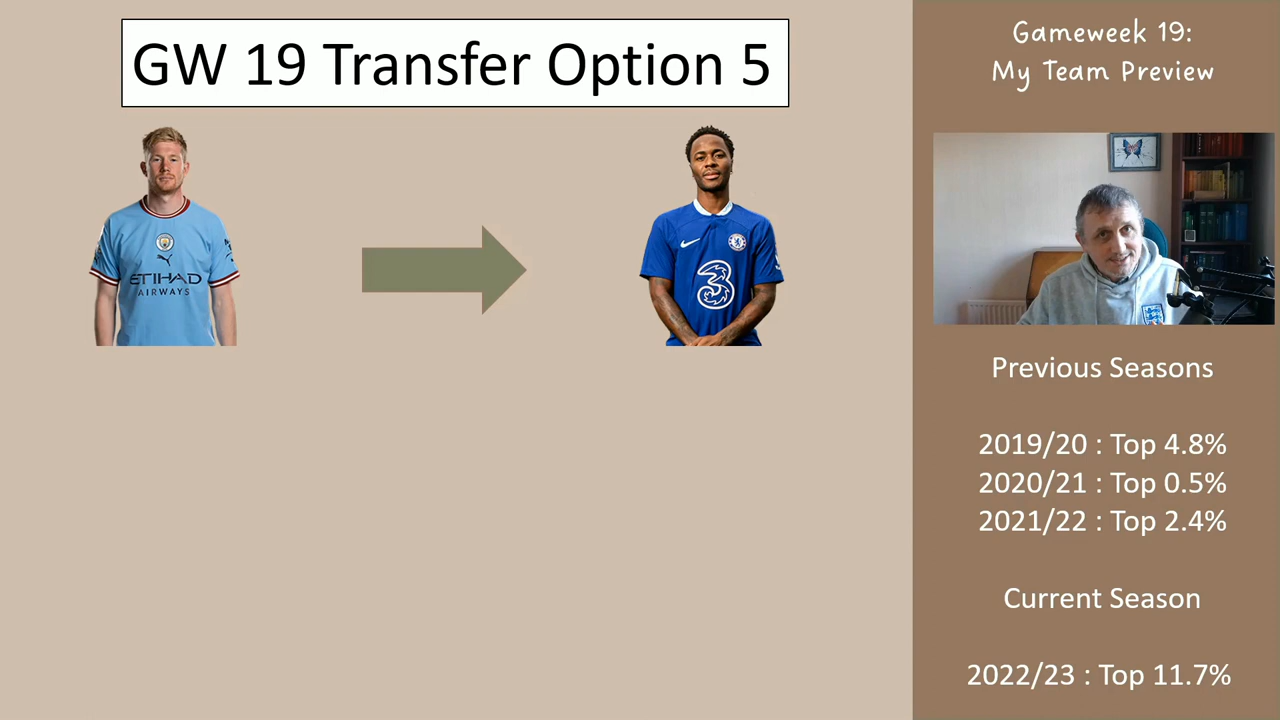 GW 19 Transfer Option 5
Gameweek 19:
My Team Preview
ETIHAD
AIRWAYS
3
Previous Seasons
2019/20 : Top 4.8%
2020/21 : Top 0.5%
2021/22 : Top 2.4%
Current Season
2022/23 : Top 11.7%